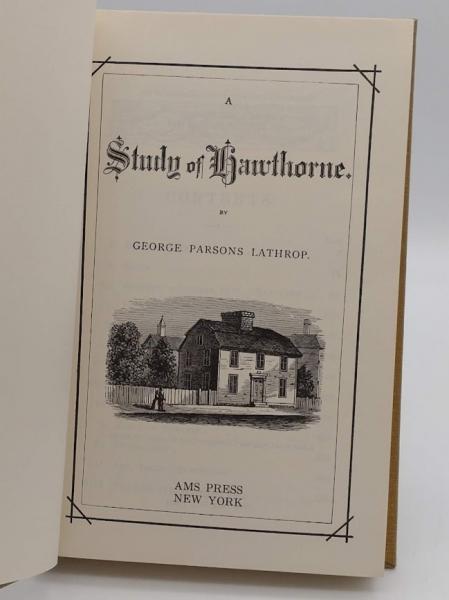 A
Study of Hawthorne.
BY
GEORGE PARSONS LATHROP.
AMS PRESS
NEW YORK